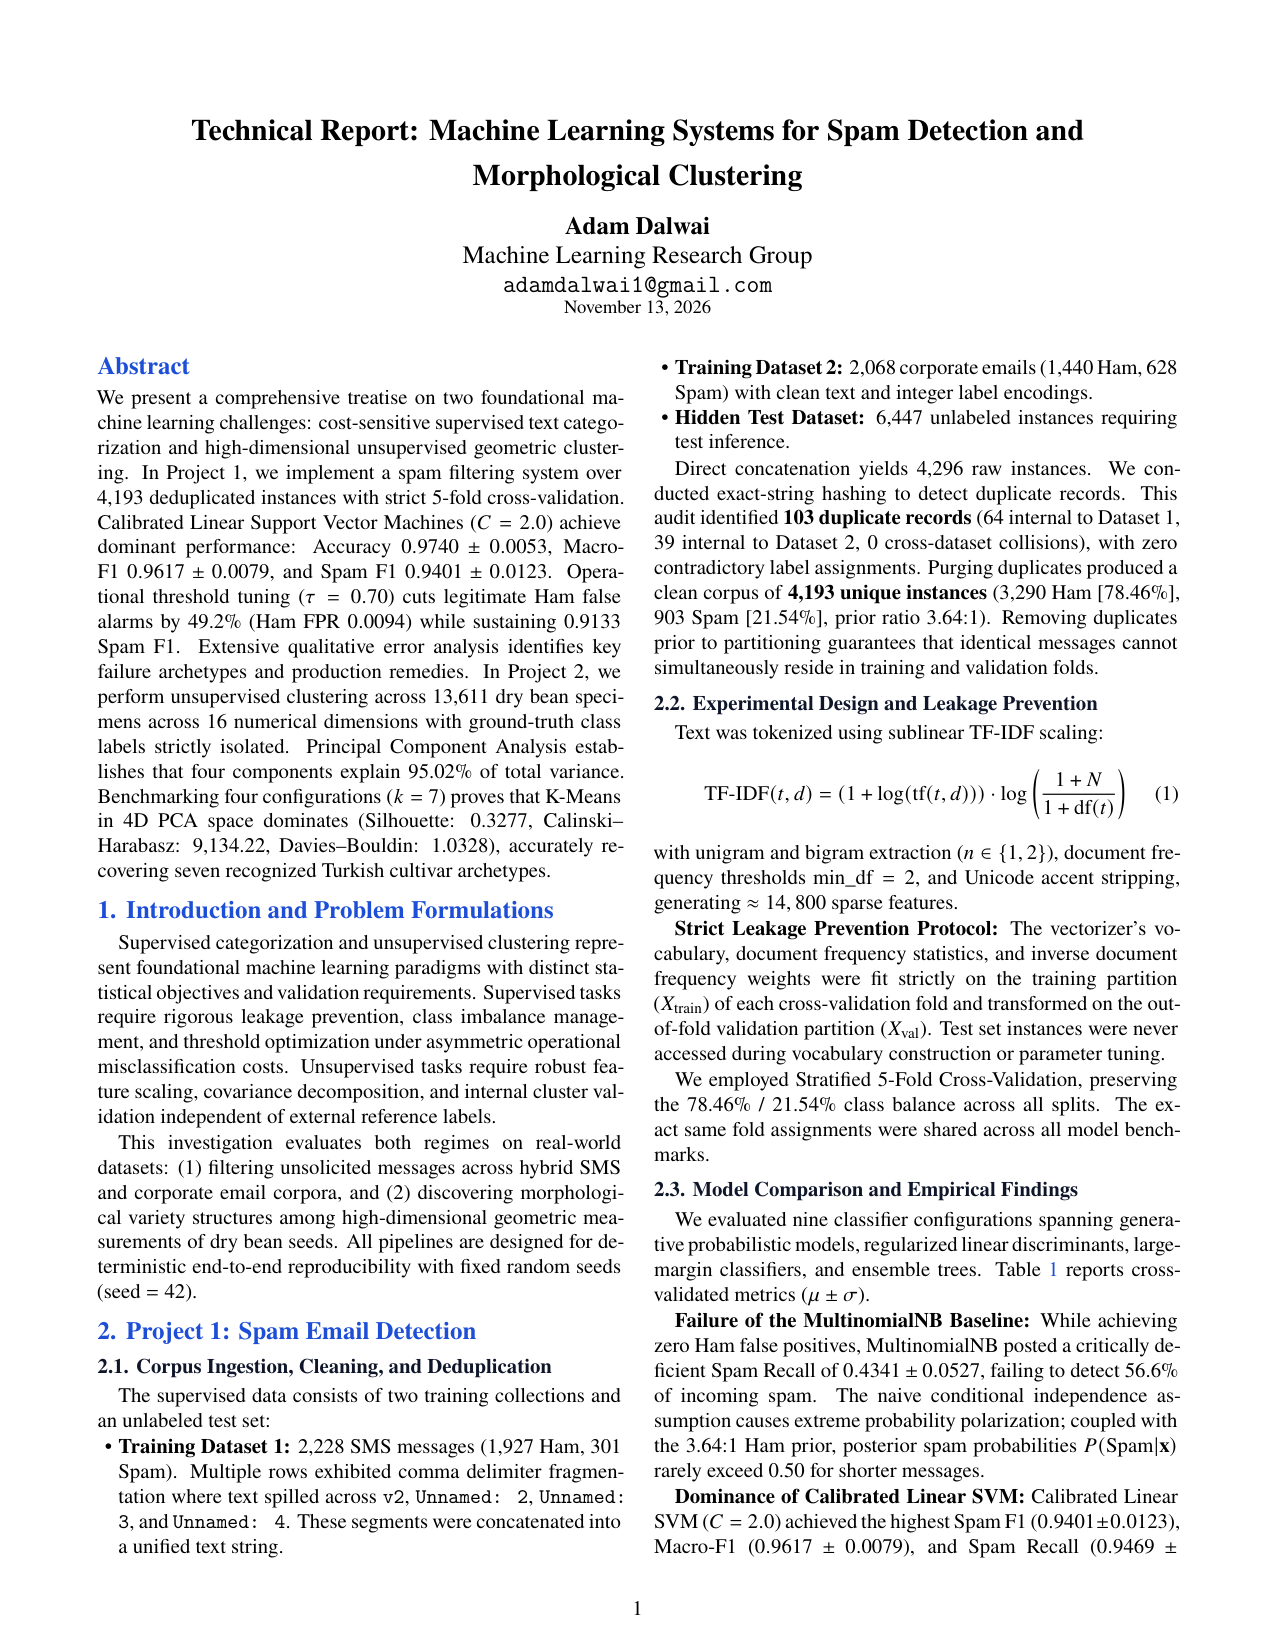 Technical Report: Machine Learning Systems for Spam Detection and
Morphological Clustering
Adam Dalwai
Machine Learning Research Group
adamdalwai1@gmail.com
November 13, 2026
Abstract
We present a comprehensive treatise on two foundational ma-
chine learning challenges: cost-sensitive supervised text catego-
rization and high-dimensional unsupervised geometric cluster-
ing. In Project 1, we implement a spam filtering system over
4,193 deduplicated instances with strict 5-fold cross-validation.
Calibrated Linear Support Vector Machines (C = 2.0) achieve
dominant performance: Accuracy 0.9740 ± 0.0053, Macro-
F1 0.9617 ± 0.0079, and Spam F1 0.9401 ± 0.0123. Opera-
tional threshold tuning (τ = 0.70) cuts legitimate Ham false
alarms by 49.2% (Ham FPR 0.0094) while sustaining 0.9133
Spam F1. Extensive qualitative error analysis identifies key
failure archetypes and production remedies. In Project 2, we
perform unsupervised clustering across 13,611 dry bean speci-
mens across 16 numerical dimensions with ground-truth class
labels strictly isolated. Principal Component Analysis estab-
lishes that four components explain 95.02% of total variance.
Benchmarking four configurations (k = 7) proves that K-Means
in 4D PCA space dominates (Silhouette: 0.3277, Calinski–
Harabasz: 9,134.22, Davies–Bouldin: 1.0328), accurately re-
covering seven recognized Turkish cultivar archetypes.
1. Introduction and Problem Formulations
Supervised categorization and unsupervised clustering repre-
sent foundational machine learning paradigms with distinct sta-
tistical objectives and validation requirements. Supervised tasks
require rigorous leakage prevention, class imbalance manage-
ment, and threshold optimization under asymmetric operational
misclassification costs. Unsupervised tasks require robust fea-
ture scaling, covariance decomposition, and internal cluster val-
idation independent of external reference labels.
This investigation evaluates both regimes on real-world
datasets: (1) filtering unsolicited messages across hybrid SMS
and corporate email corpora, and (2) discovering morphologi-
cal variety structures among high-dimensional geometric mea-
surements of dry bean seeds. All pipelines are designed for de-
terministic end-to-end reproducibility with fixed random seeds
(seed = 42).
2. Project 1: Spam Email Detection
2.1. Corpus Ingestion, Cleaning, and Deduplication
The supervised data consists of two training collections and
an unlabeled test set:
• Training Dataset 1: 2,228 SMS messages (1,927 Ham, 301
Spam). Multiple rows exhibited comma delimiter fragmen-
tation where text spilled across v2, Unnamed: 2, Unnamed:
3, and Unnamed: 4. These segments were concatenated into
a unified text string.
• Training Dataset 2: 2,068 corporate emails (1,440 Ham, 628
Spam) with clean text and integer label encodings.
• Hidden Test Dataset: 6,447 unlabeled instances requiring
test inference.
Direct concatenation yields 4,296 raw instances. We con-
ducted exact-string hashing to detect duplicate records. This
audit identified 103 duplicate records (64 internal to Dataset 1,
39 internal to Dataset 2, 0 cross-dataset collisions), with zero
contradictory label assignments. Purging duplicates produced a
clean corpus of 4,193 unique instances (3,290 Ham [78.46%],
903 Spam [21.54%], prior ratio 3.64:1). Removing duplicates
prior to partitioning guarantees that identical messages cannot
simultaneously reside in training and validation folds.
2.2. Experimental Design and Leakage Prevention
Text was tokenized using sublinear TF-IDF scaling:
TF-IDF(t, d) = (1 + log(tf(t, d))) · log ( (1 + N) / (1 + df(t)) ) (1)
with unigram and bigram extraction (n ∈ {1, 2}), document fre-
quency thresholds min_df = 2, and Unicode accent stripping,
generating ≈ 14, 800 sparse features.
Strict Leakage Prevention Protocol: The vectorizer's vo-
cabulary, document frequency statistics, and inverse document
frequency weights were fit strictly on the training partition
(Xtrain) of each cross-validation fold and transformed on the out-
of-fold validation partition (Xval). Test set instances were never
accessed during vocabulary construction or parameter tuning.
We employed Stratified 5-Fold Cross-Validation, preserving
the 78.46% / 21.54% class balance across all splits. The ex-
act same fold assignments were shared across all model bench-
marks.
2.3. Model Comparison and Empirical Findings
We evaluated nine classifier configurations spanning genera-
tive probabilistic models, regularized linear discriminants, large-
margin classifiers, and ensemble trees. Table 1 reports cross-
validated metrics (μ ± σ).
Failure of the MultinomialNB Baseline: While achieving
zero Ham false positives, MultinomialNB posted a critically de-
ficient Spam Recall of 0.4341 ± 0.0527, failing to detect 56.6%
of incoming spam. The naive conditional independence as-
sumption causes extreme probability polarization; coupled with
the 3.64:1 Ham prior, posterior spam probabilities P(Spam|x)
rarely exceed 0.50 for shorter messages.
Dominance of Calibrated Linear SVM: Calibrated Linear
SVM (C = 2.0) achieved the highest Spam F1 (0.9401±0.0123),
Macro-F1 (0.9617 ± 0.0079), and Spam Recall (0.9469 ±
1